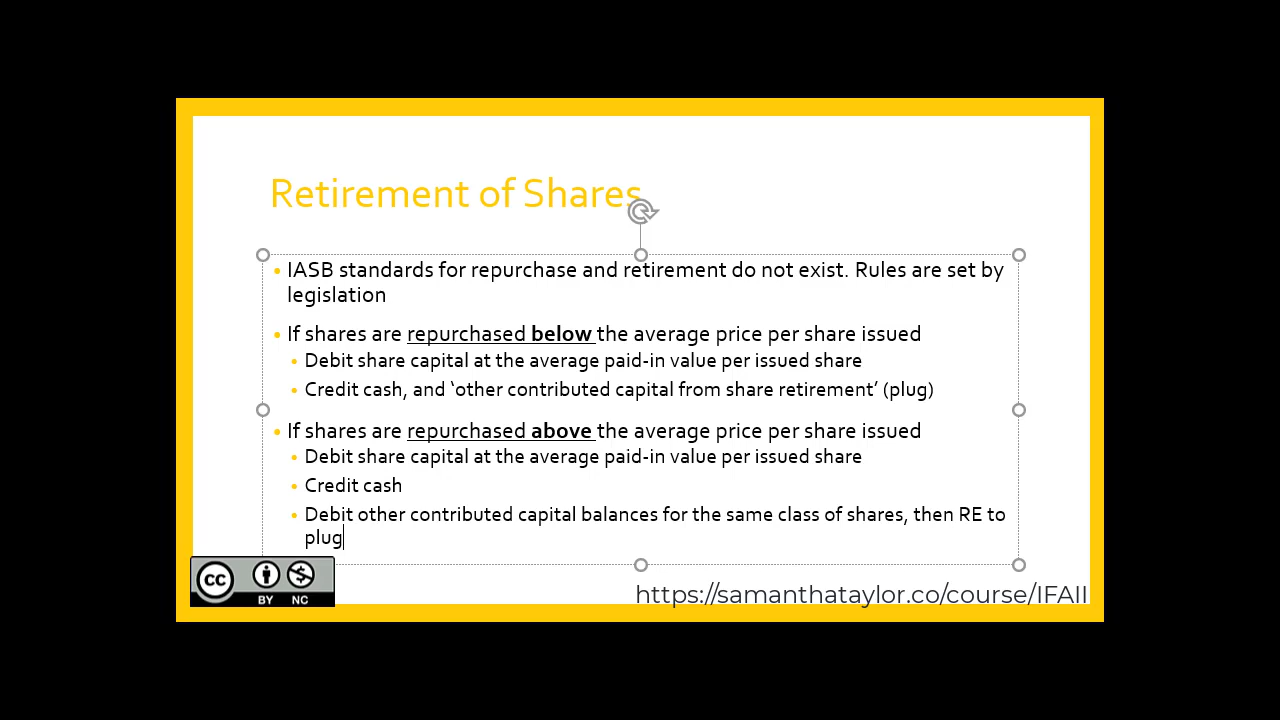 Retirement of Shares
• IASB standards for repurchase and retirement do not exist. Rules are set by
legislation
• If shares are repurchased below the average price per share issued
• Debit share capital at the average paid-in value per issued share
• Credit cash, and ‘other contributed capital from share retirement’ (plug)
• If shares are repurchased above the average price per share issued
• Debit share capital at the average paid-in value per issued share
• Credit cash
• Debit other contributed capital balances for the same class of shares, then RE to
plug
cc
BY NC
https://samanthataylor.co/course/IFAII